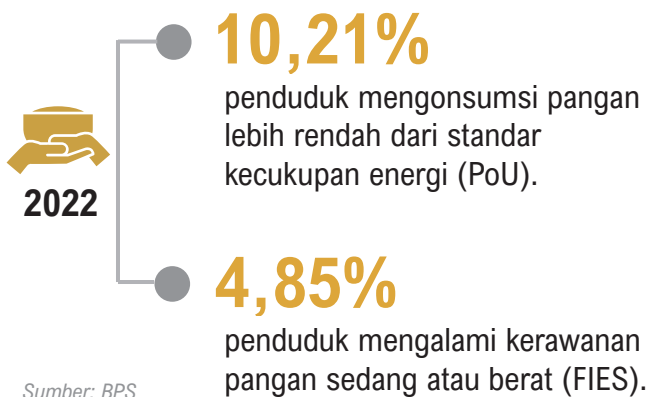 10,21%
penduduk mengonsumsi pangan
lebih rendah dari standar
kecukupan energi (PoU).
2022
4,85%
penduduk mengalami kerawanan
pangan sedang atau berat (FIES).
Sumber: BPS